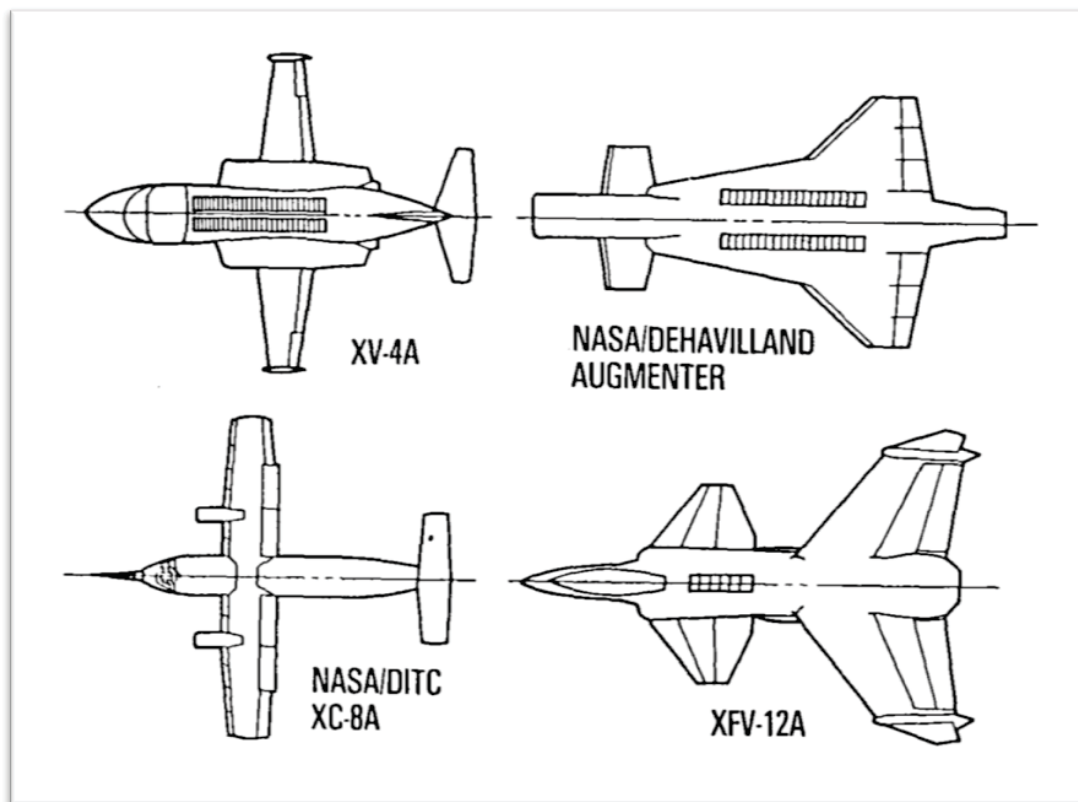 XV-4A
NASA/DEHAVILLAND
AUGMENTER
NASA/DITC
XC-8A
XFV-12A